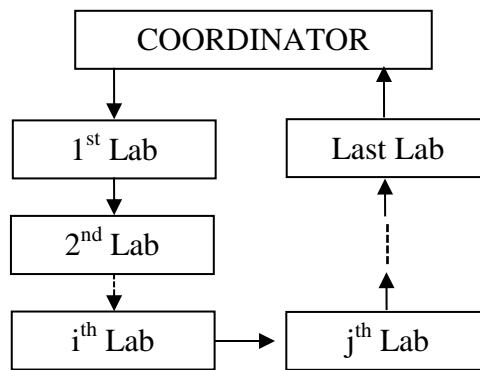 COORDINATOR
1st Lab
Last Lab
2nd Lab
ith Lab
jth Lab